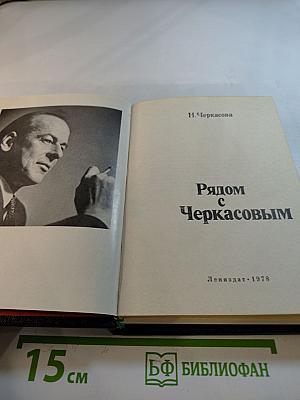 Н. Черкасова
Рядом
с
Черкасовым
Лениздат • 1978
15 см
БФ БИБЛИОФАН